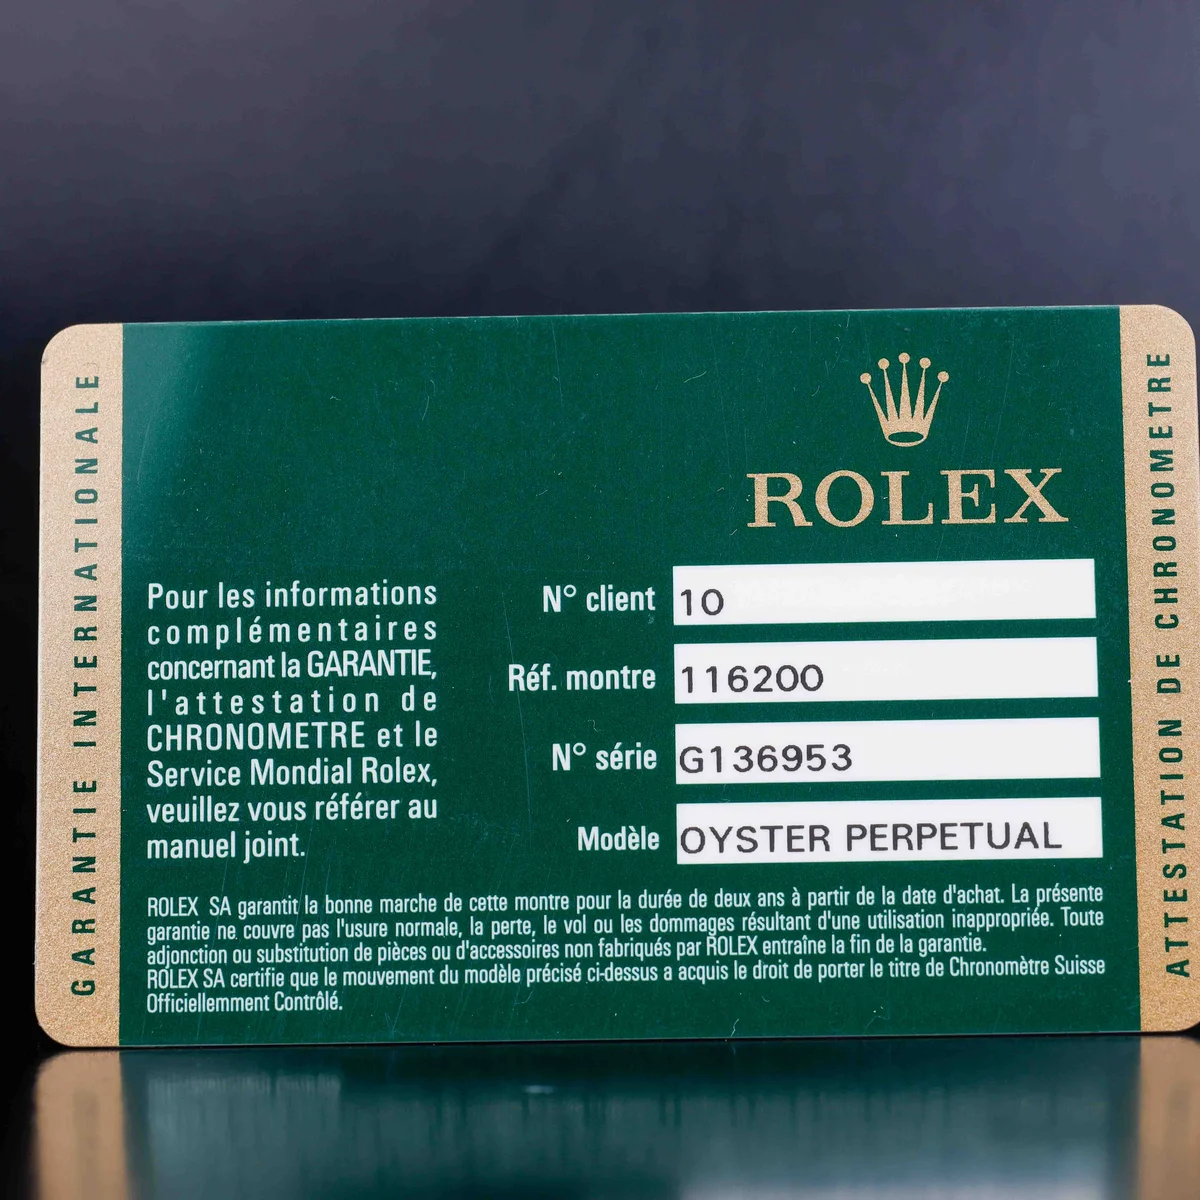 GARANTIE INTERNATIONALE
ROLEX
Pour les informations
complémentaires
concernant la GARANTIE,
l'attestation de
CHRONOMETRE et le
Service Mondial Rolex,
veuillez vous référer au
manuel joint.
N° client 10
Réf. montre 116200
N° série G136953
Modèle OYSTER PERPETUAL
ROLEX SA garantit la bonne marche de cette montre pour la durée de deux ans à partir de la date d'achat. La présente
garantie ne couvre pas l'usure normale, la perte, le vol ou les dommages résultant d'une utilisation inappropriée. Toute
adjonction ou substitution de pièces ou d'accessoires non fabriqués par ROLEX entraîne la fin de la garantie.
ROLEX SA certifie que le mouvement du modèle précisé ci-dessus a acquis le droit de porter le titre de Chronomètre Suisse
Officiellemment Contrôlé.
ATTESTATION DE CHRONOMETRE